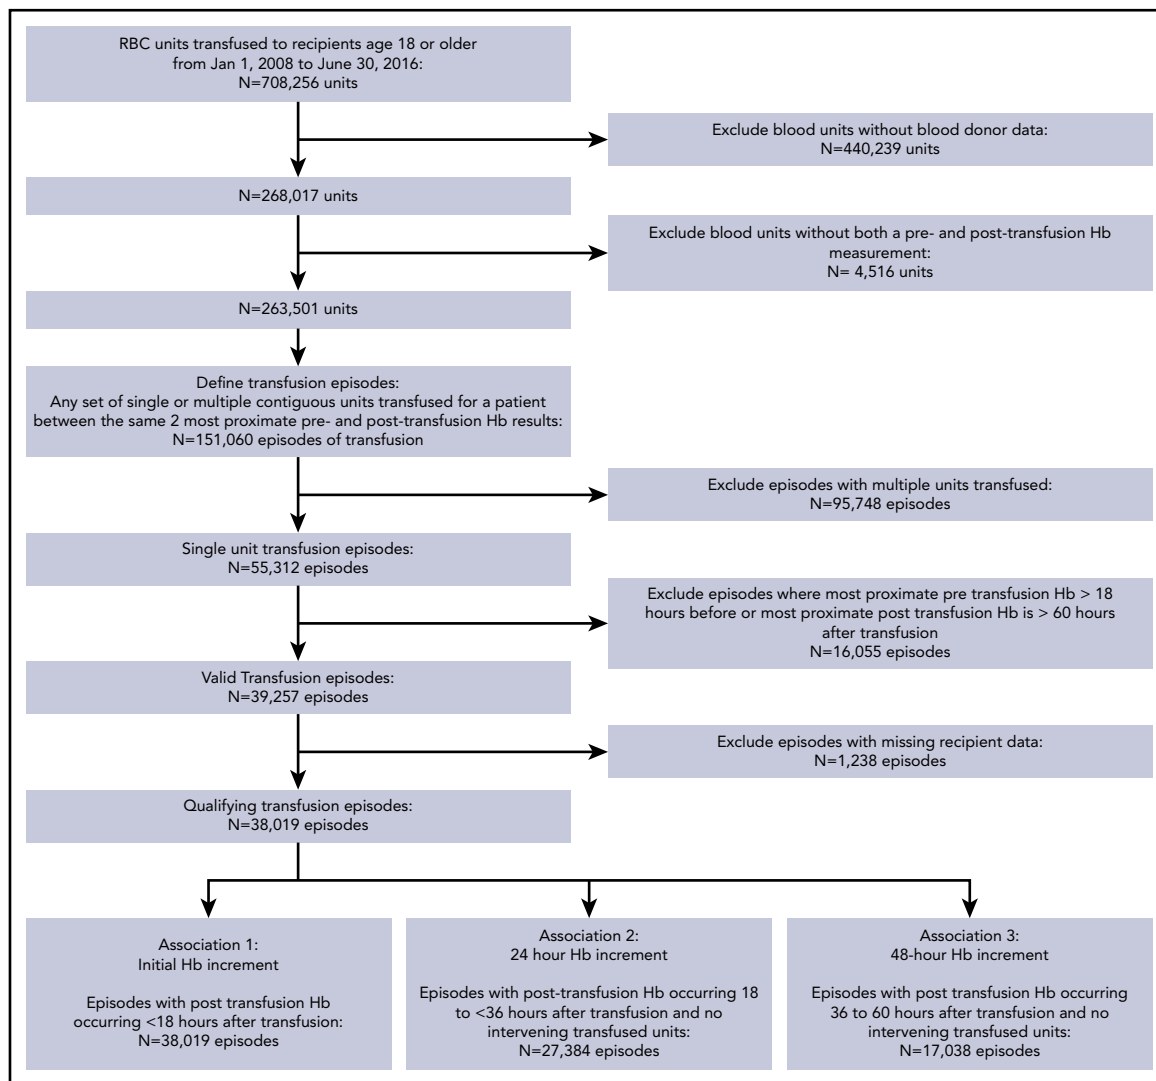 RBC units transfused to recipients age 18 or older
from Jan 1, 2008 to June 30, 2016:
N=708,256 units
Exclude blood units without blood donor data:
N=440,239 units
N=268,017 units
Exclude blood units without both a pre- and post-transfusion Hb
measurement:
N= 4,516 units
N=263,501 units
Define transfusion episodes:
Any set of single or multiple contiguous units transfused for a patient
between the same 2 most proximate pre- and post-transfusion Hb results:
N=151,060 episodes of transfusion
Exclude episodes with multiple units transfused:
N=95,748 episodes
Single unit transfusion episodes:
N=55,312 episodes
Exclude episodes where most proximate pre transfusion Hb > 18
hours before or most proximate post transfusion Hb is > 60 hours
after transfusion
N=16,055 episodes
Valid Transfusion episodes:
N=39,257 episodes
Exclude episodes with missing recipient data:
N=1,238 episodes
Qualifying transfusion episodes:
N=38,019 episodes
Association 1:
Initial Hb increment
Episodes with post transfusion Hb
occurring <18 hours after transfusion:
N=38,019 episodes
Association 2:
24 hour Hb increment
Episodes with post-transfusion Hb occurring 18
to <36 hours after transfusion and no
intervening transfused units:
N=27,384 episodes
Association 3:
48-hour Hb increment
Episodes with post transfusion Hb occurring
36 to 60 hours after transfusion and no
intervening transfused units:
N=17,038 episodes